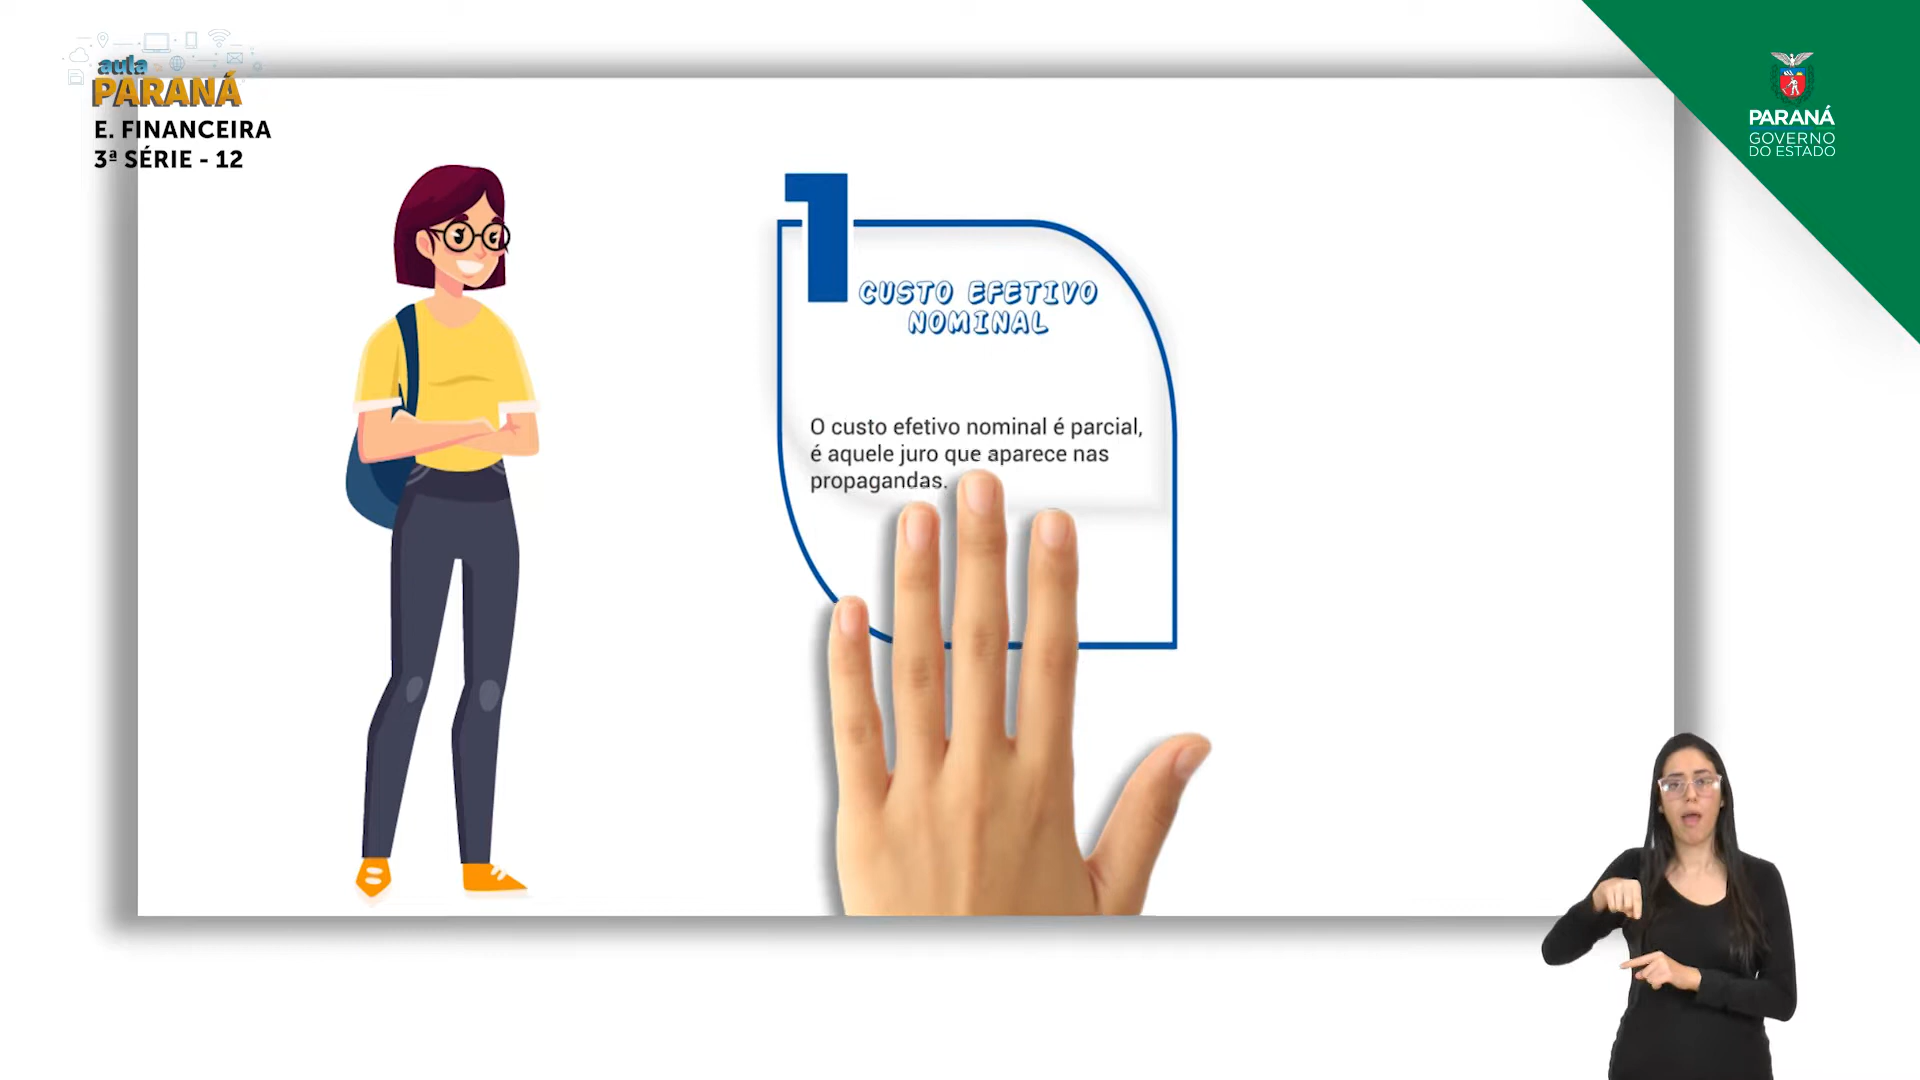 aula
PARANÁ
E. FINANCEIRA
3ª SÉRIE - 12
PARANÁ
GOVERNO
DO ESTADO
1
CUSTO EFETIVO
NOMINAL
O custo efetivo nominal é parcial,
é aquele juro que aparece nas
propagandas.